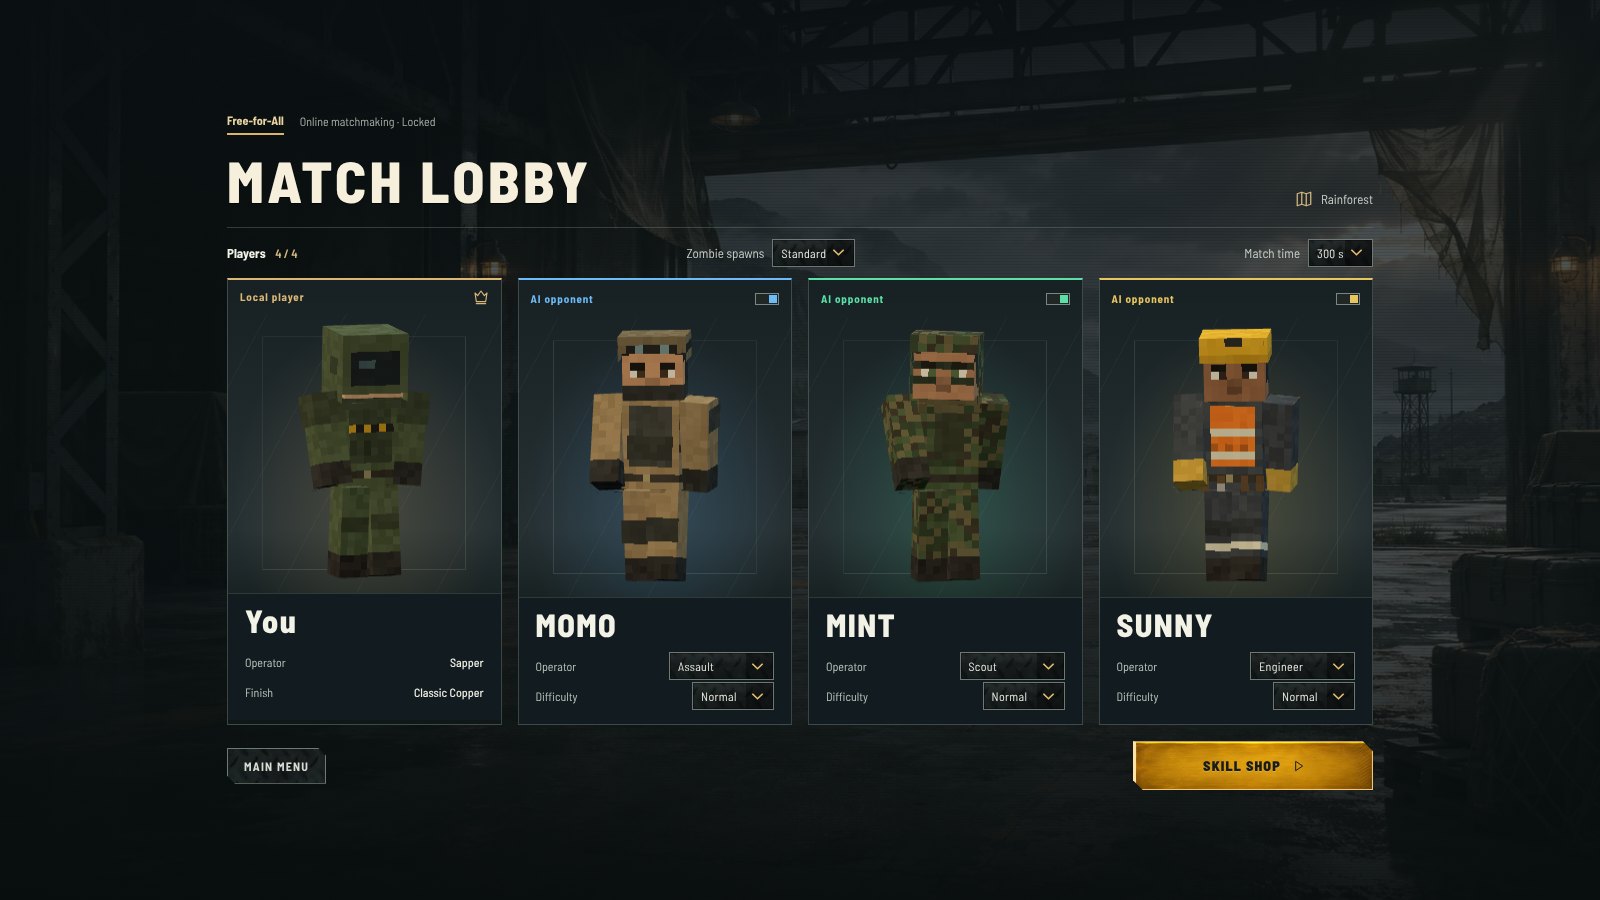 Free-for-All Online matchmaking · Locked
MATCH LOBBY
Rainforest
Players 4 / 4 Zombie spawns Standard Match time 300 s
Local player
You
Operator Sapper
Finish Classic Copper
AI opponent
MOMO
Operator Assault
Difficulty Normal
AI opponent
MINT
Operator Scout
Difficulty Normal
AI opponent
SUNNY
Operator Engineer
Difficulty Normal
MAIN MENU
SKILL SHOP